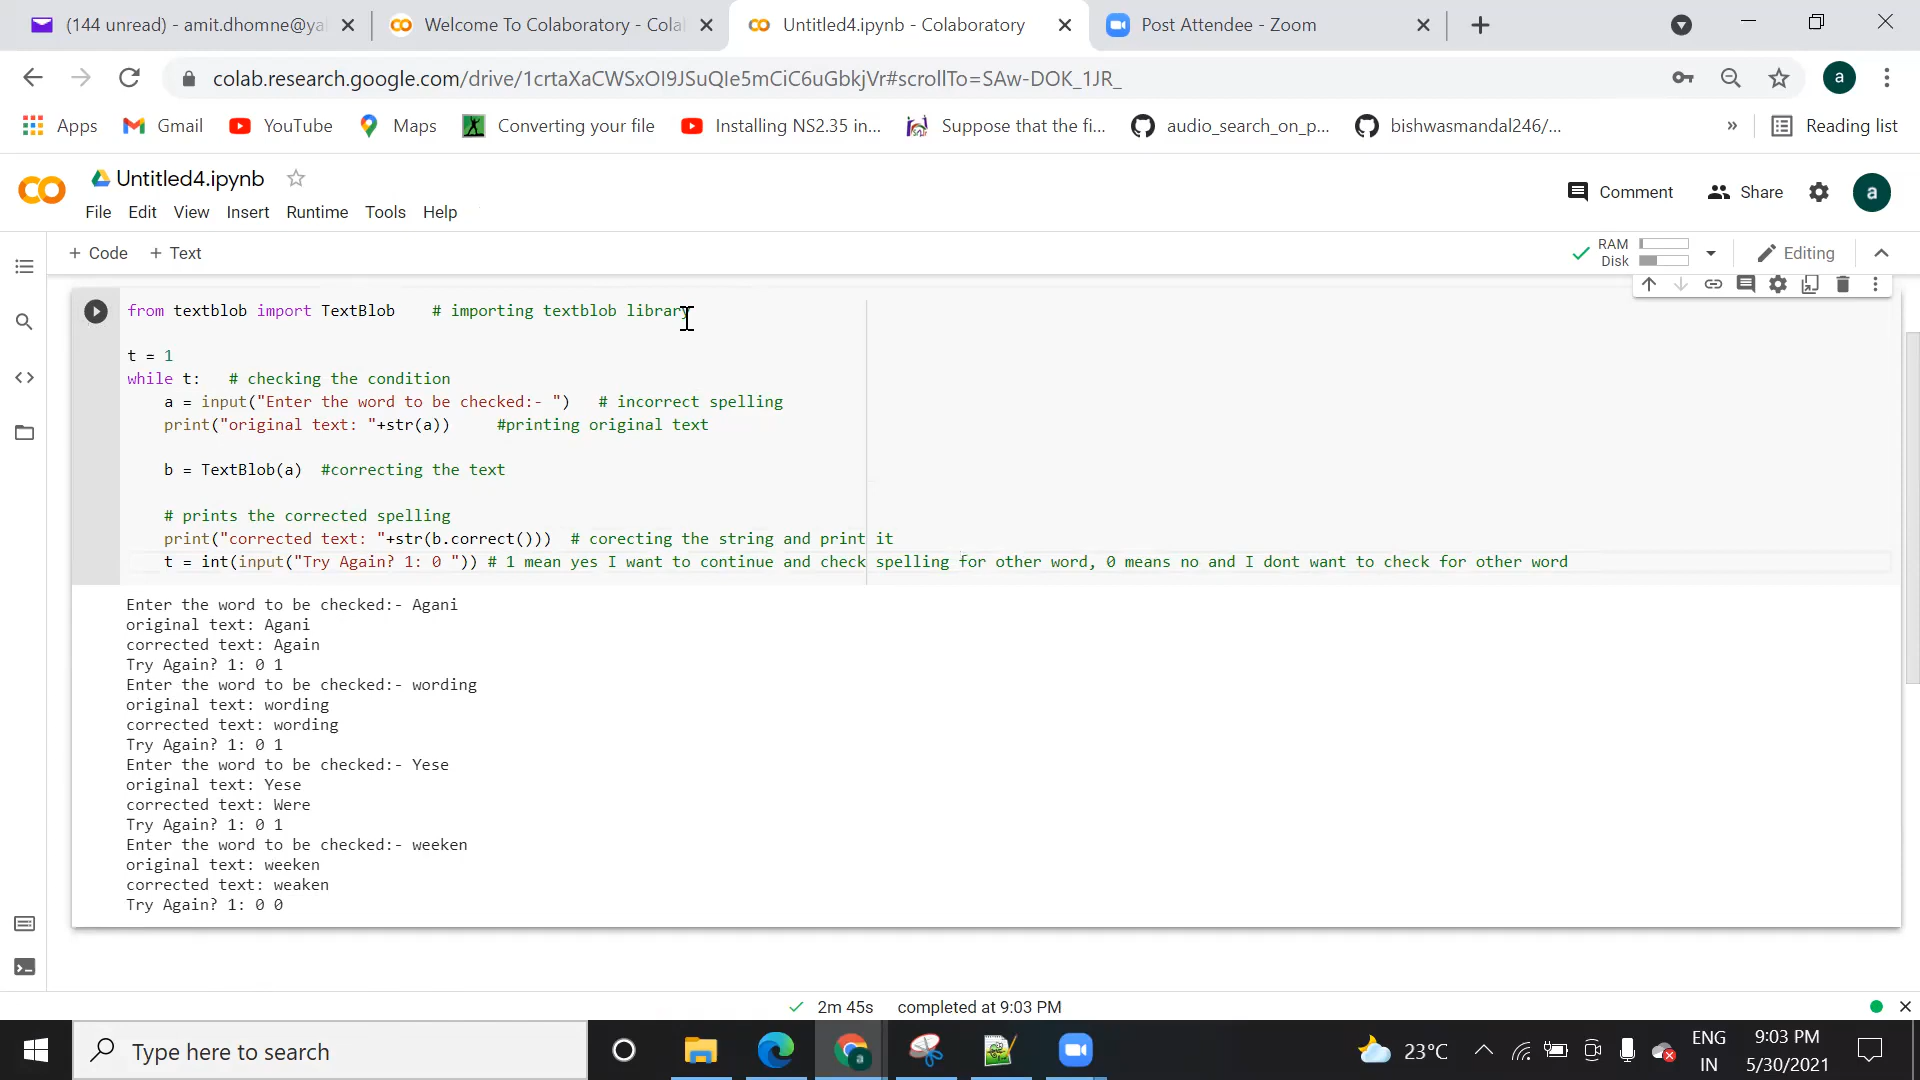 (144 unread) - amit.dhomne@ya
Welcome To Colaboratory - Cola
Untitled4.ipynb - Colaboratory
Post Attendee - Zoom
colab.research.google.com/drive/1crtaXaCWSxOI9JSuQIe5mCiC6uGbkjVr#scrollTo=SAw-DOK_1JR_
a
Apps
Gmail
YouTube
Maps
Converting your file
Installing NS2.35 in...
Suppose that the fi...
audio_search_on_p...
bishwasmandal246/...
»
Reading list
Untitled4.ipynb
Comment
Share
a
File Edit View Insert Runtime Tools Help
+ Code + Text
RAM
Disk
Editing
from textblob import TextBlob # importing textblob library
t = 1
while t: # checking the condition
a = input("Enter the word to be checked:- ") # incorrect spelling
print("original text: "+str(a)) #printing original text
b = TextBlob(a) #correcting the text
# prints the corrected spelling
print("corrected text: "+str(b.correct())) # corecting the string and print it
t = int(input("Try Again? 1: 0 ")) # 1 mean yes I want to continue and check spelling for other word, 0 means no and I dont want to check for other word
Enter the word to be checked:- Agani
original text: Agani
corrected text: Again
Try Again? 1: 0 1
Enter the word to be checked:- wording
original text: wording
corrected text: wording
Try Again? 1: 0 1
Enter the word to be checked:- Yese
original text: Yese
corrected text: Were
Try Again? 1: 0 1
Enter the word to be checked:- weeken
original text: weeken
corrected text: weaken
Try Again? 1: 0 0
2m 45s completed at 9:03 PM
Type here to search
23°C
ENG
IN
9:03 PM
5/30/2021